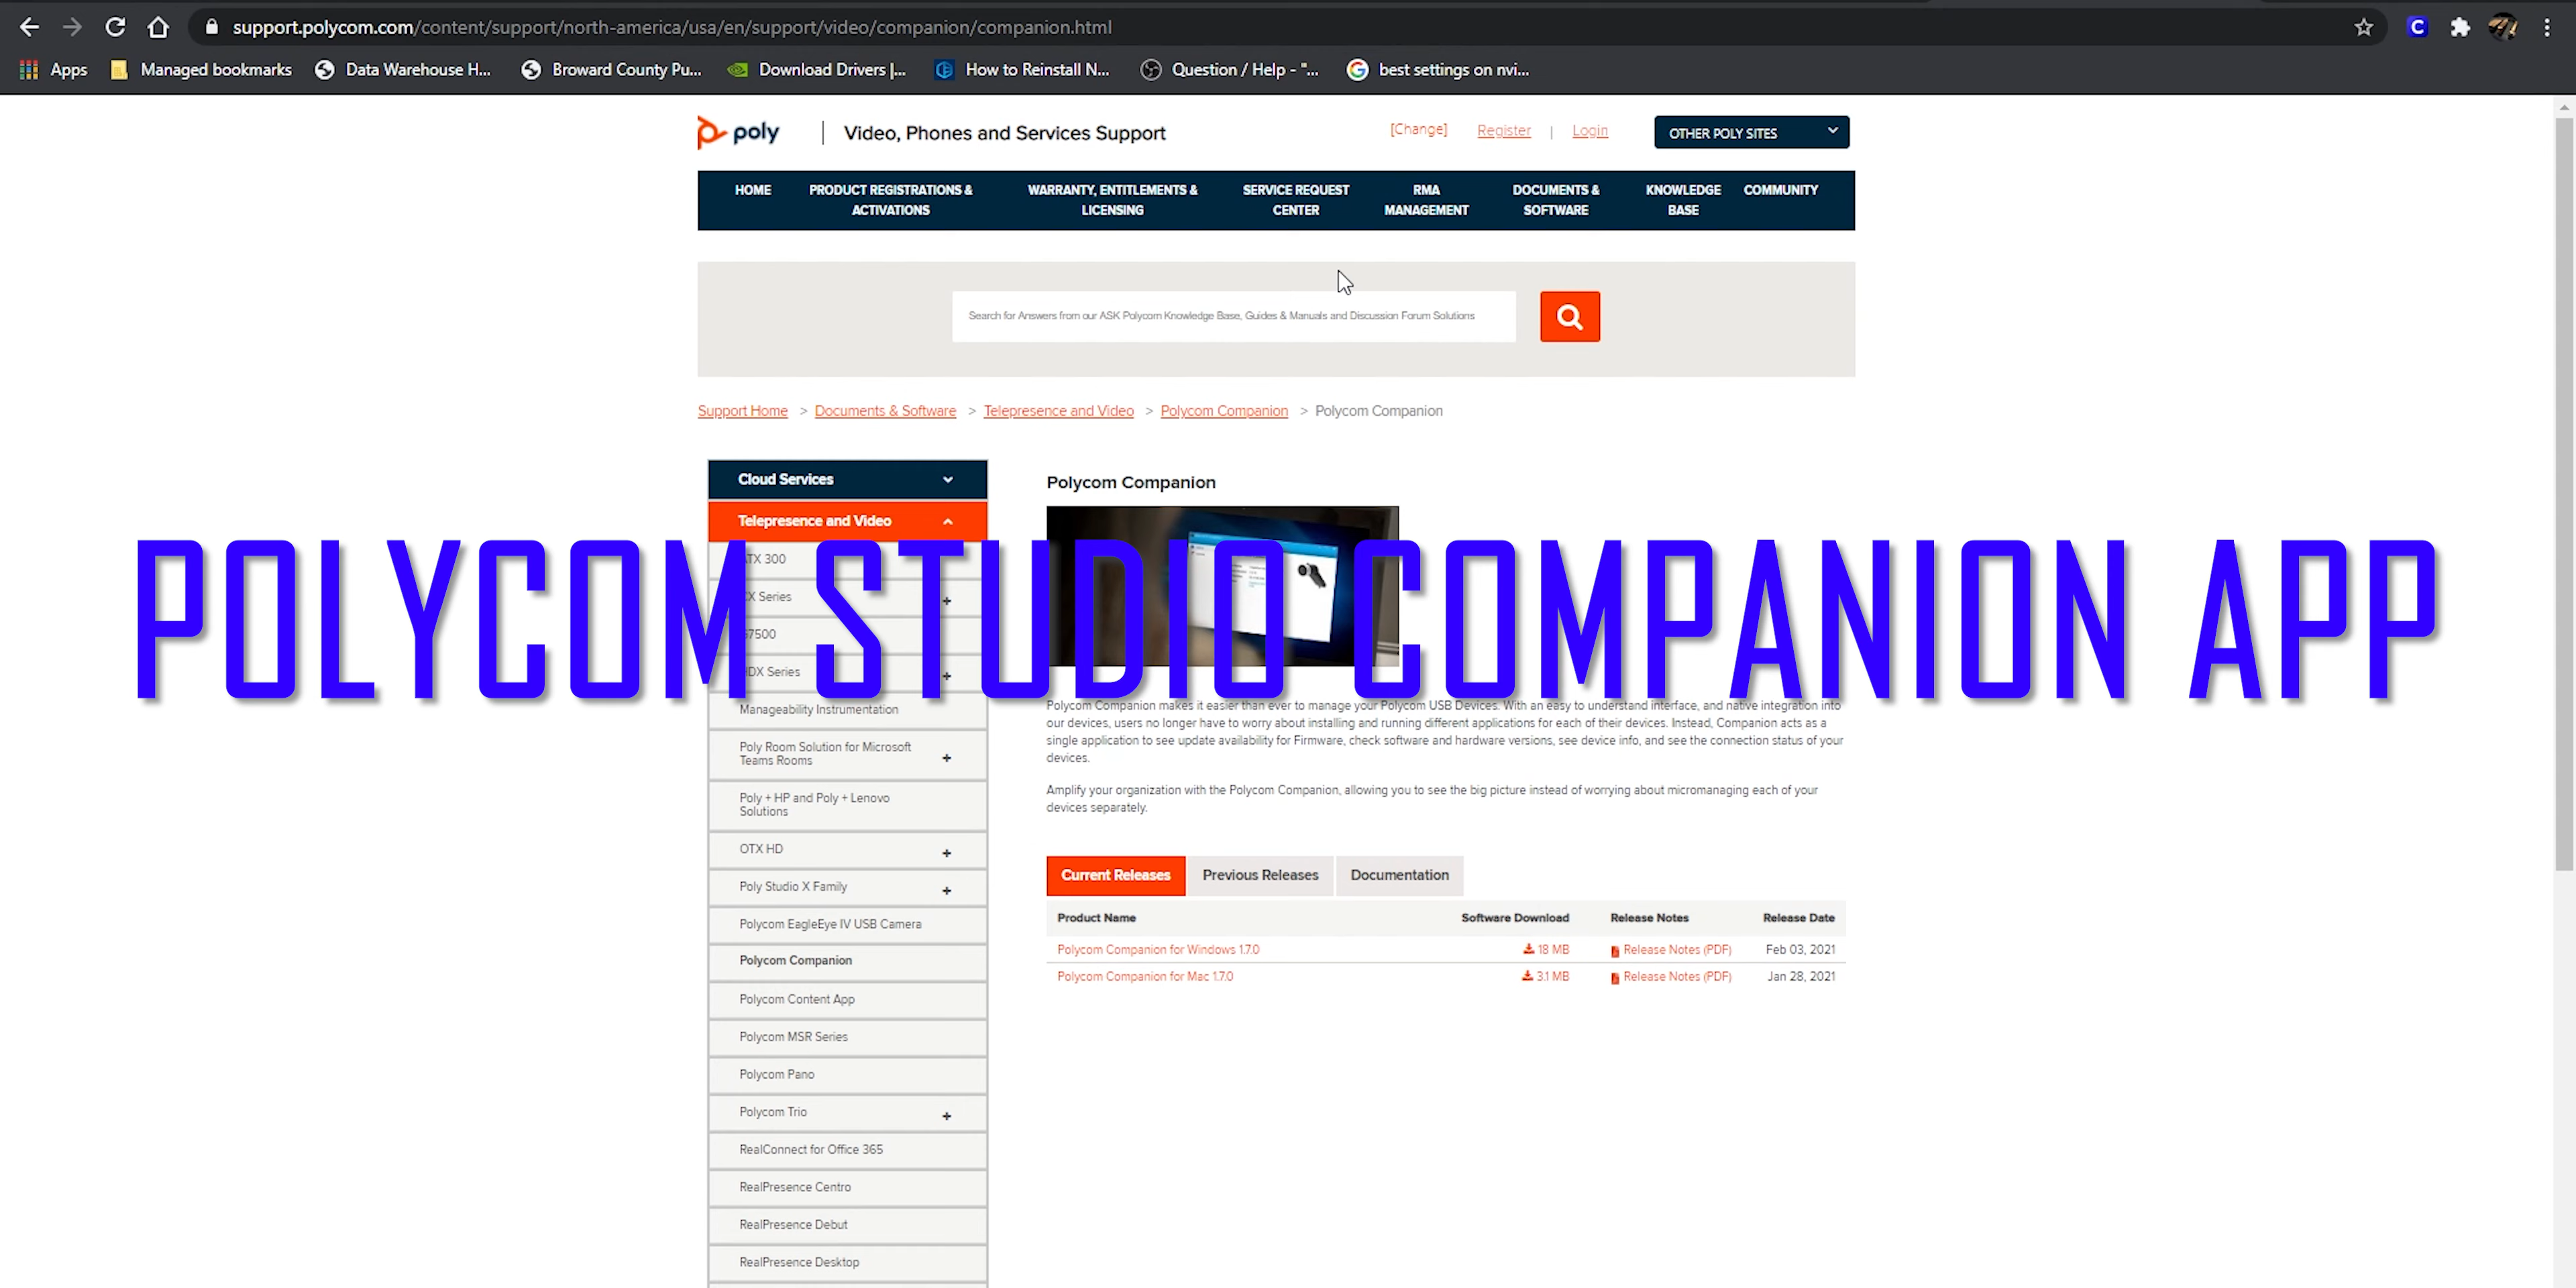 support.polycom.com/content/support/north-america/usa/en/support/video/companion/companion.html
Apps Managed bookmarks Data Warehouse H... Broward County Pu... Download Drivers |... How to Reinstall N... Question / Help - "... best settings on nvi...
poly | Video, Phones and Services Support [Change] Register | Login OTHER POLY SITES
HOME PRODUCT REGISTRATIONS & ACTIVATIONS WARRANTY, ENTITLEMENTS & LICENSING SERVICE REQUEST CENTER RMA MANAGEMENT DOCUMENTS & SOFTWARE KNOWLEDGE BASE COMMUNITY
Search for Answers from our ASK Polycom Knowledge Base, Guides & Manuals and Discussion Forum Solutions
Support Home > Documents & Software > Telepresence and Video > Polycom Companion > Polycom Companion
Cloud Services
Telepresence and Video
POLYCOM STUDIO COMPANION APP
300
Series
7500
Series
Manageability Instrumentation
Poly Room Solution for Microsoft
Teams Rooms
Poly + HP and Poly + Lenovo
Solutions
OTX HD
Poly Studio X Family
Polycom EagleEye IV USB Camera
Polycom Companion
Polycom Content App
Polycom MSR Series
Polycom Pano
Polycom Trio
RealConnect for Office 365
RealPresence Centro
RealPresence Debut
RealPresence Desktop
Polycom Companion
Polycom Companion makes it easier than ever to manage your Polycom USB Devices. With an easy to understand interface, and native integration into
our devices, users no longer have to worry about installing and running different applications for each of their devices. Instead, Companion acts as a
single application to see update availability for Firmware, check software and hardware versions, see device info, and see the connection status of your
devices.
Amplify your organization with the Polycom Companion, allowing you to see the big picture instead of worrying about micromanaging each of your
devices separately.
Current Releases Previous Releases Documentation
Product Name Software Download Release Notes Release Date
Polycom Companion for Windows 1.7.0 18 MB Release Notes (PDF) Feb 03, 2021
Polycom Companion for Mac 1.7.0 3.1 MB Release Notes (PDF) Jan 28, 2021